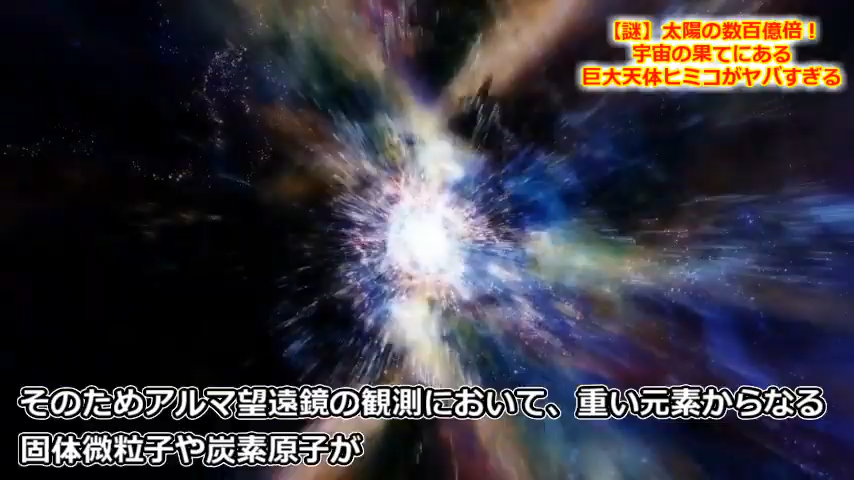 【謎】太陽の数百億倍！
宇宙の果てにある
巨大天体ヒミコがヤバすぎる
そのためアルマ望遠鏡の観測において、重い元素からなる
固体微粒子や炭素原子が